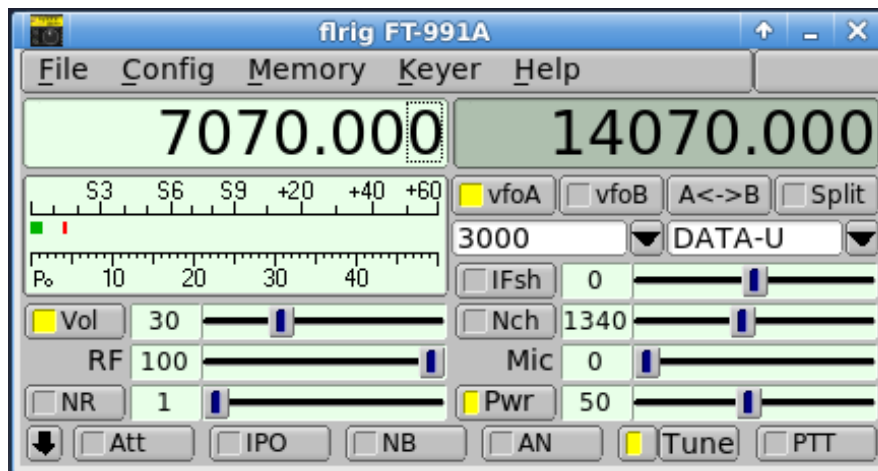 flrig FT-991A
File Config Memory Keyer Help
7070.000 14070.000
S3 S6 S9 +20 +40 +60
vfoA vfoB A<->B Split
3000 DATA-U
Po 10 20 30 40
IFsh 0
Vol 30 Nch 1340
RF 100 Mic 0
NR 1 Pwr 50
Att IPO NB AN Tune PTT